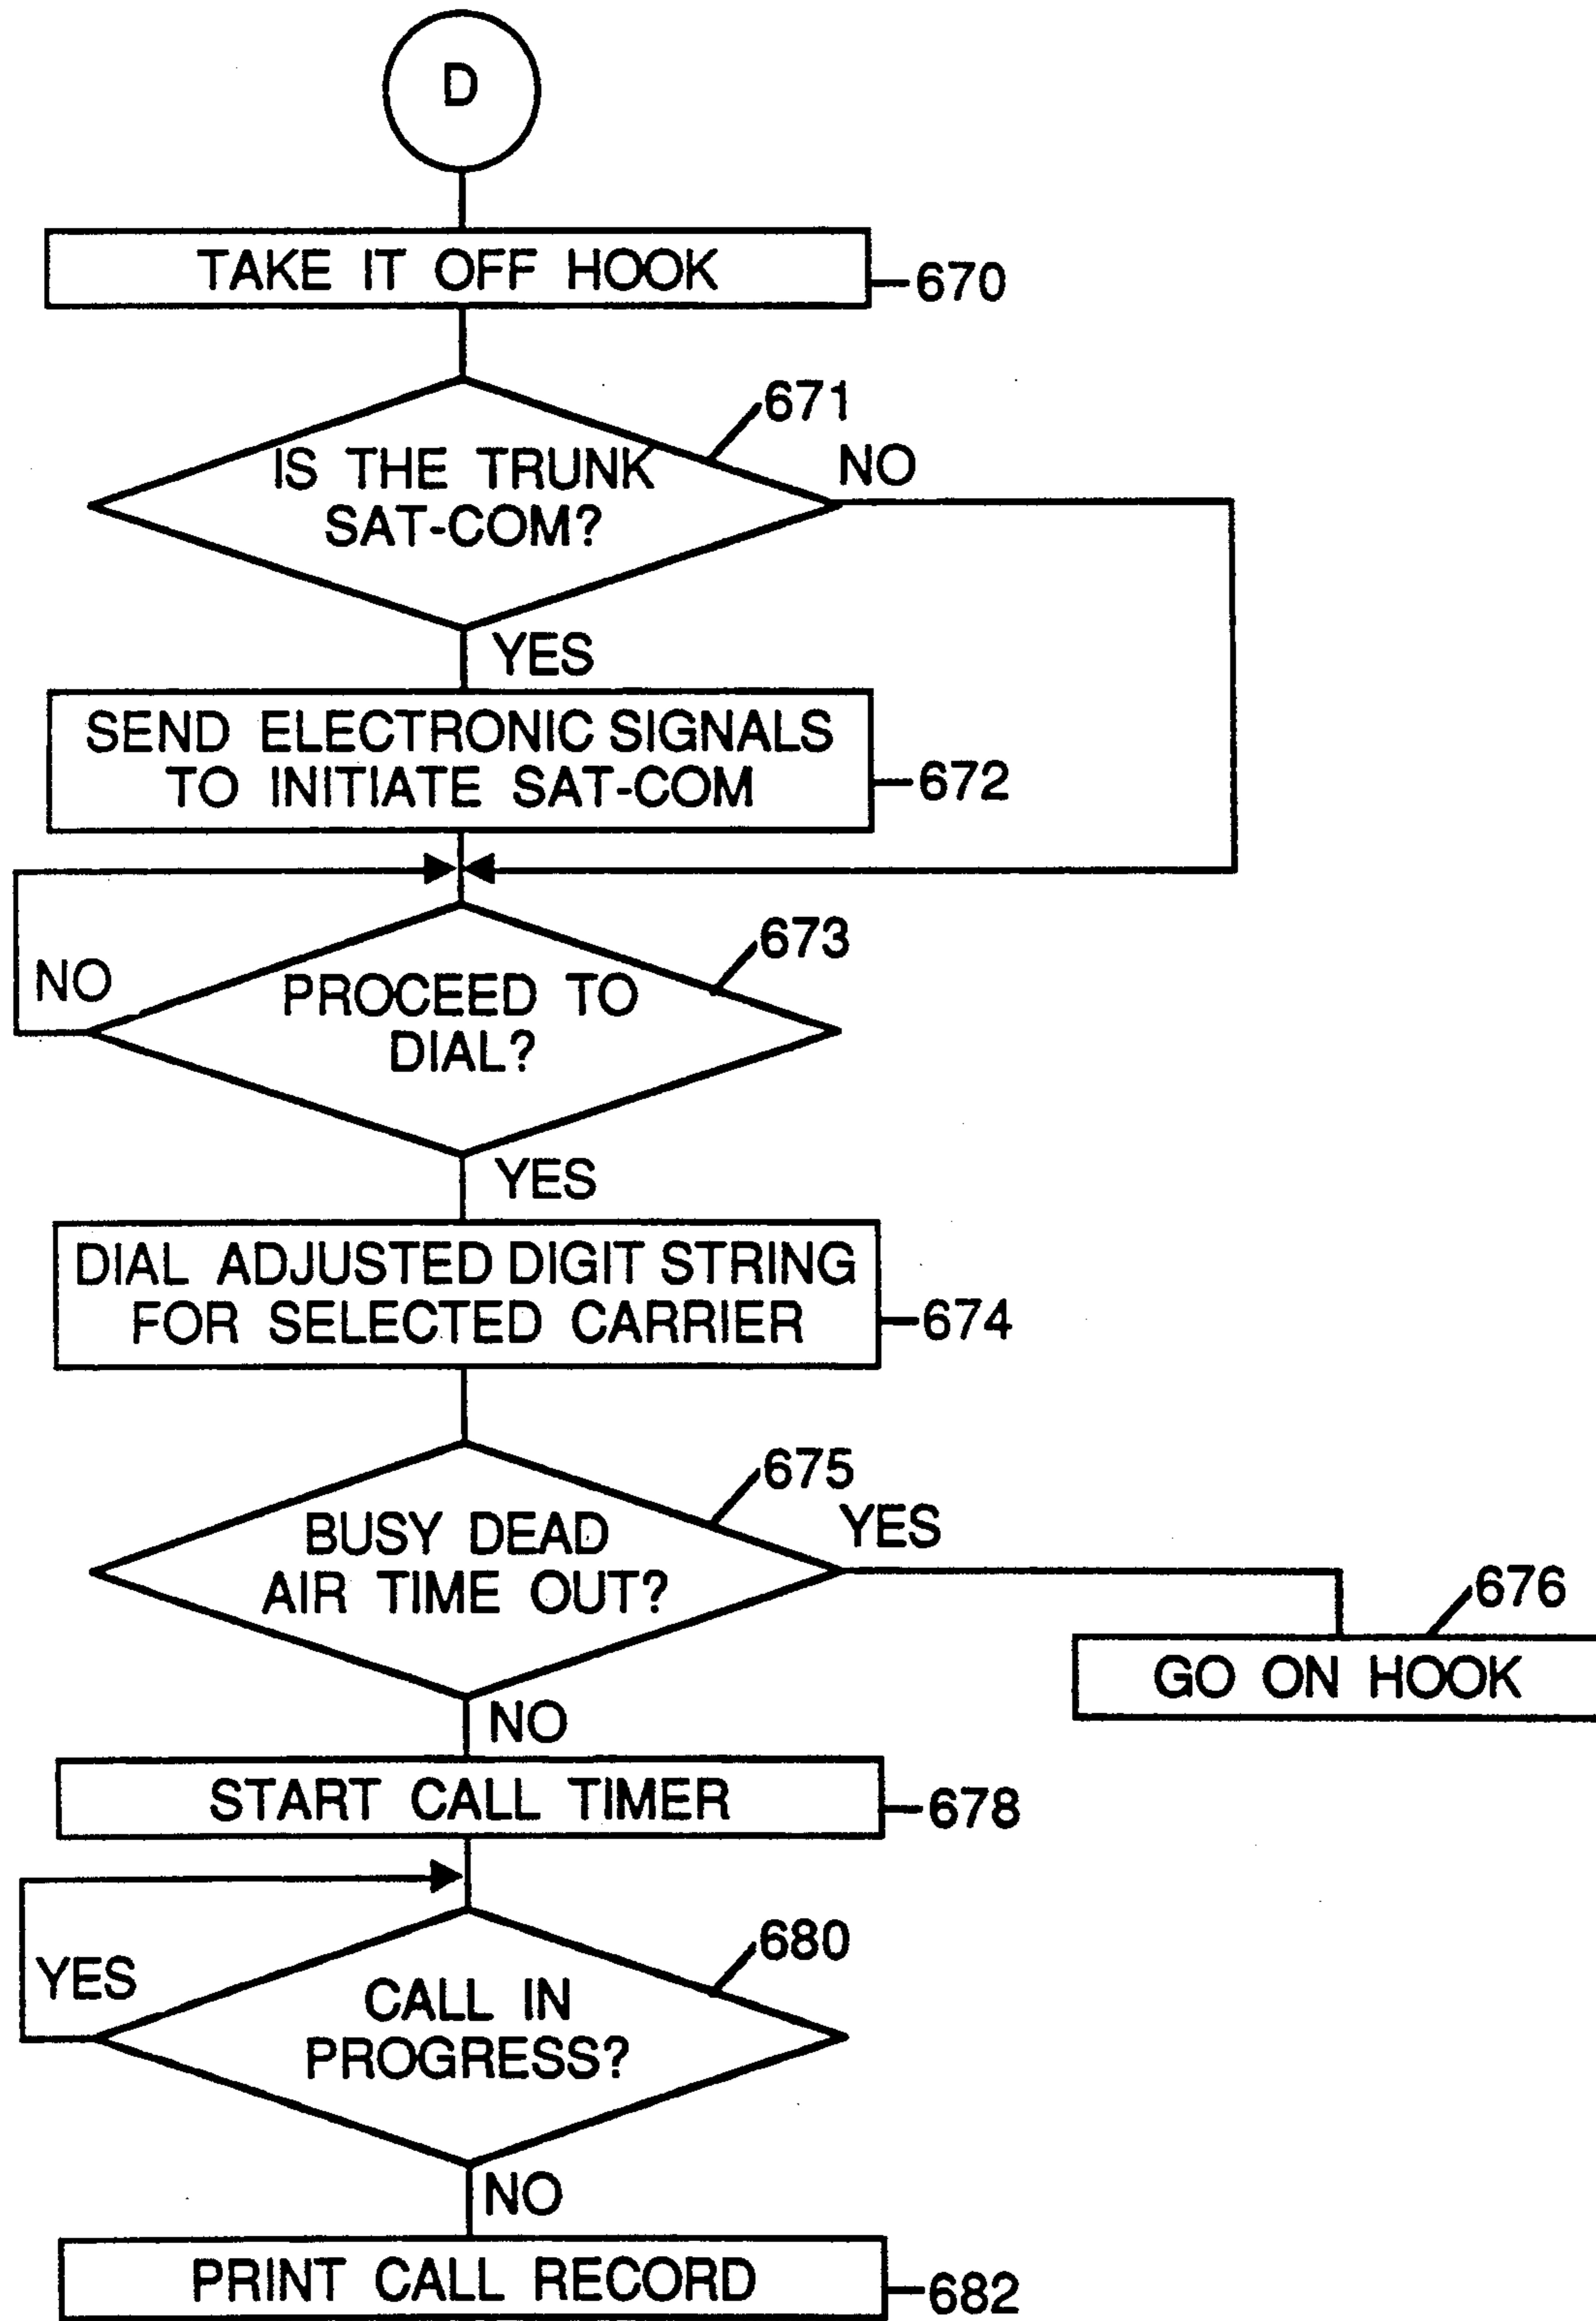 D
TAKE IT OFF HOOK
670
671
IS THE TRUNK
SAT-COM?
NO
YES
SEND ELECTRONIC SIGNALS
TO INITIATE SAT-COM
672
673
NO
PROCEED TO
DIAL?
YES
DIAL ADJUSTED DIGIT STRING
FOR SELECTED CARRIER
674
675
BUSY DEAD
AIR TIME OUT?
YES
676
GO ON HOOK
NO
START CALL TIMER
678
680
YES
CALL IN
PROGRESS?
NO
PRINT CALL RECORD
682